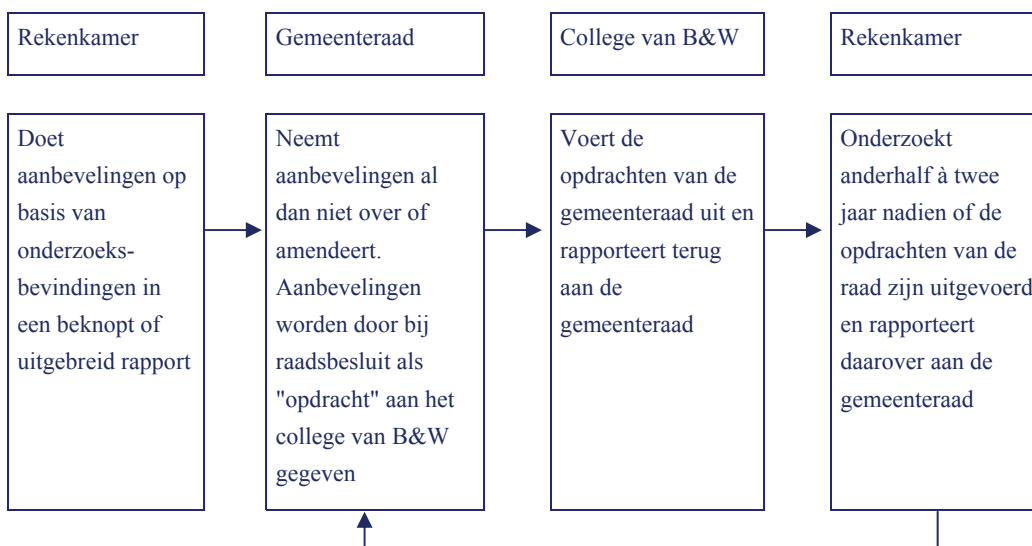 Rekenkamer
Gemeenteraad
College van B&W
Rekenkamer
Doet
aanbevelingen op
basis van
onderzoeks-
bevindingen in
een beknopt of
uitgebreid rapport
Neemt
aanbevelingen al
dan niet over of
amendeert.
Aanbevelingen
worden door bij
raadsbesluit als
"opdracht" aan het
college van B&W
gegeven
Voert de
opdrachten van de
gemeenteraad uit en
rapporteert terug
aan de
gemeenteraad
Onderzoekt
anderhalf à twee
jaar nadien of de
opdrachten van de
raad zijn uitgevoerd
en rapporteert
daarover aan de
gemeenteraad